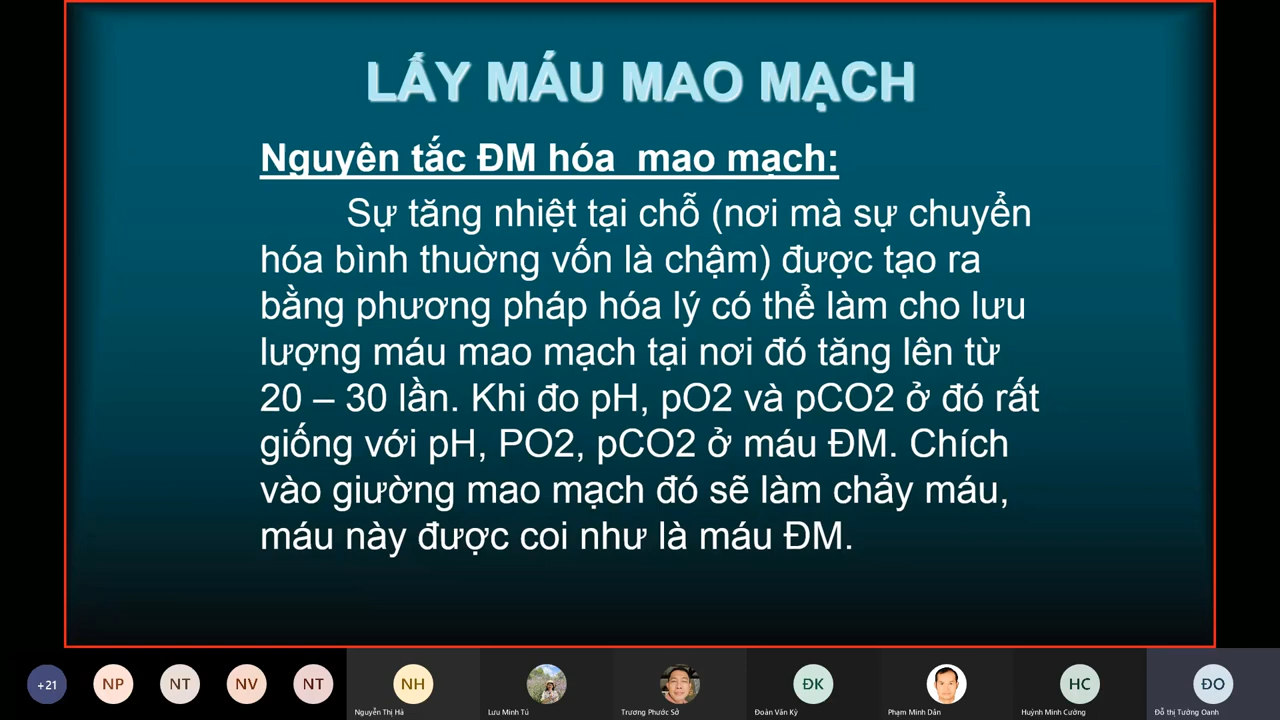 LẤY MÁU MAO MẠCH
Nguyên tắc ĐM hóa mao mạch:
Sự tăng nhiệt tại chỗ (nơi mà sự chuyển
hóa bình thuờng vốn là chậm) được tạo ra
bằng phương pháp hóa lý có thể làm cho lưu
lượng máu mao mạch tại nơi đó tăng lên từ
20 – 30 lần. Khi đo pH, pO2 và pCO2 ở đó rất
giống với pH, PO2, pCO2 ở máu ĐM. Chích
vào giường mao mạch đó sẽ làm chảy máu,
máu này được coi như là máu ĐM.
+21 NP NT NV NT NH ĐK HC ĐO
Nguyễn Thị Hà Lưu Minh Tú Trương Phước Sở Đoàn Văn Kỳ Phạm Minh Dân Huỳnh Minh Cường Đỗ thị Tường Oanh